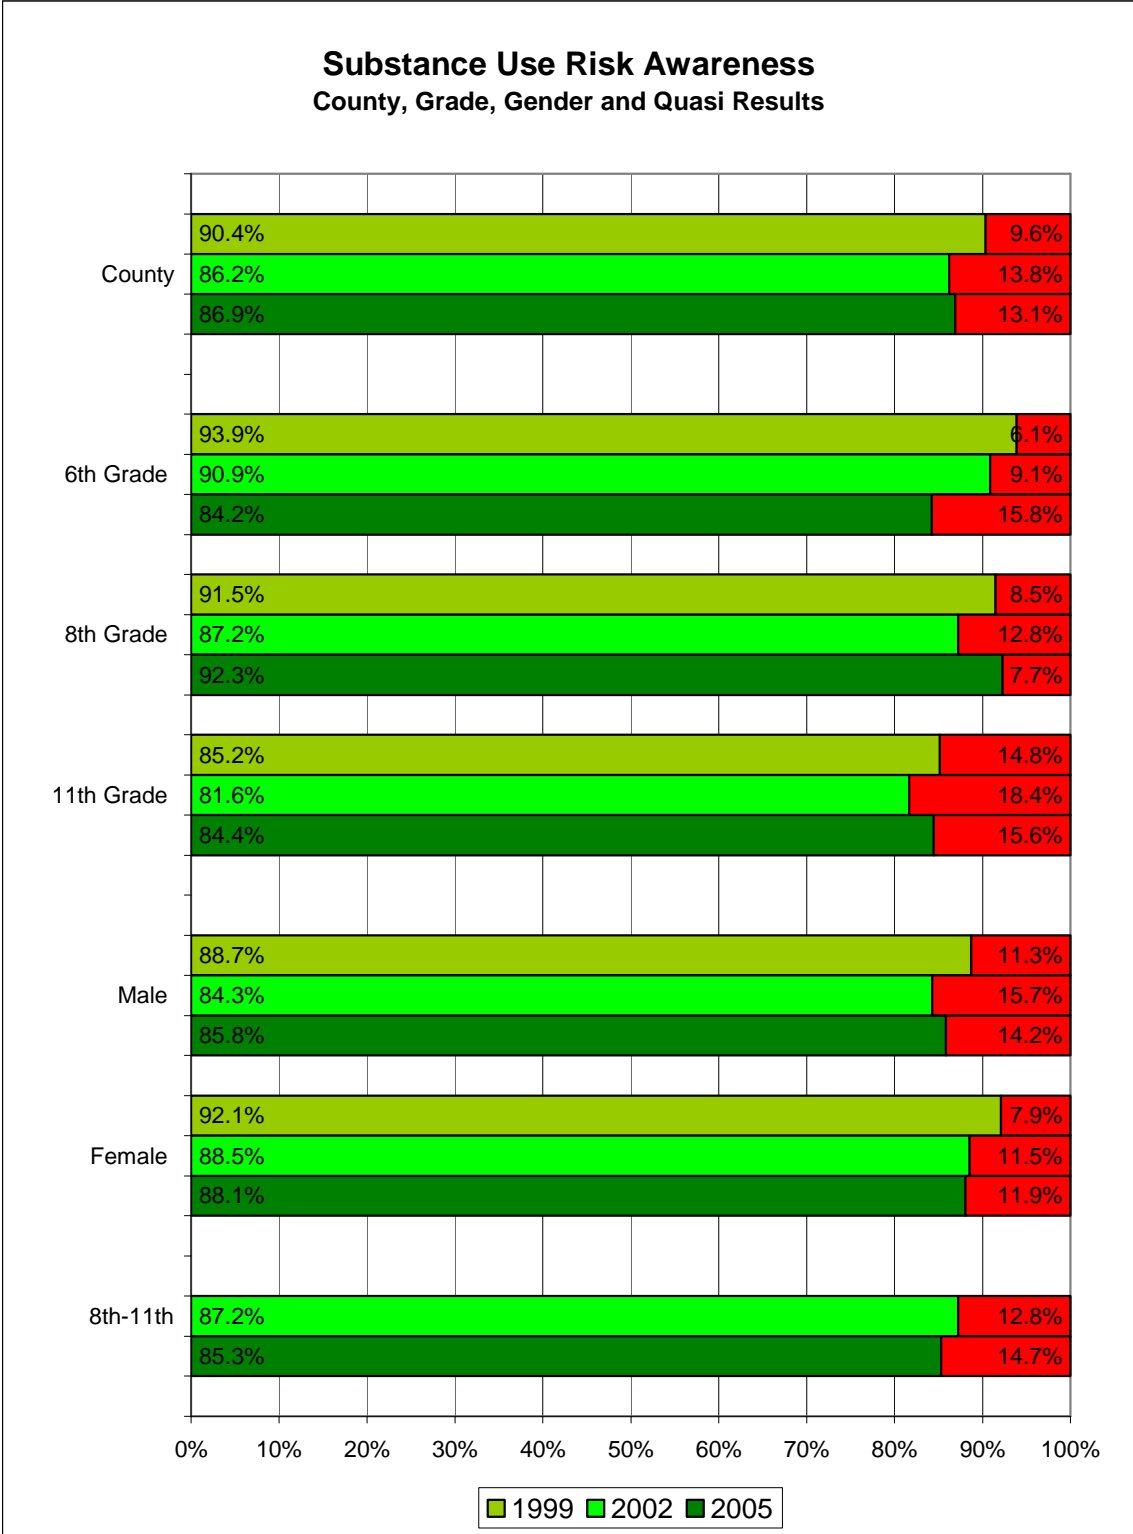 Substance Use Risk Awareness
County, Grade, Gender and Quasi Results
90.4% 9.6%
County 86.2% 13.8%
86.9% 13.1%
93.9% 6.1%
6th Grade 90.9% 9.1%
84.2% 15.8%
91.5% 8.5%
8th Grade 87.2% 12.8%
92.3% 7.7%
85.2% 14.8%
11th Grade 81.6% 18.4%
84.4% 15.6%
88.7% 11.3%
Male 84.3% 15.7%
85.8% 14.2%
92.1% 7.9%
Female 88.5% 11.5%
88.1% 11.9%
8th-11th 87.2% 12.8%
85.3% 14.7%
0% 10% 20% 30% 40% 50% 60% 70% 80% 90% 100%
1999 2002 2005